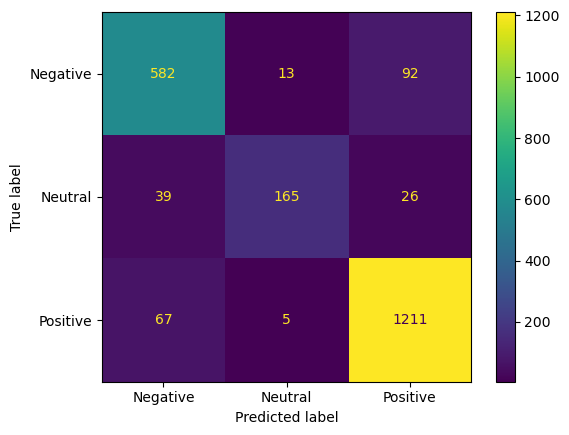 1200
Negative 582 13 92
1000
800
True label
Neutral 39 165 26
600
400
Positive 67 5 1211
200
Negative Neutral Positive
Predicted label